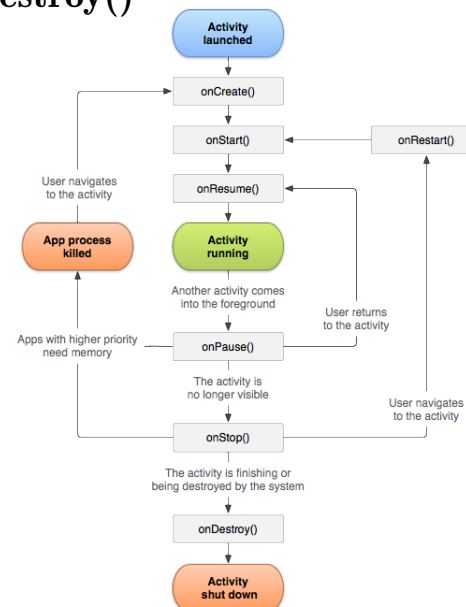 estroy()
Activity
launched
onCreate()
onStart()
onRestart()
User navigates
to the activity
onResume()
App process
killed
Activity
running
Another activity comes
into the foreground
User returns
to the activity
Apps with higher priority
need memory
onPause()
The activity is
no longer visible
User navigates
to the activity
onStop()
The activity is finishing or
being destroyed by the system
onDestroy()
Activity
shut down